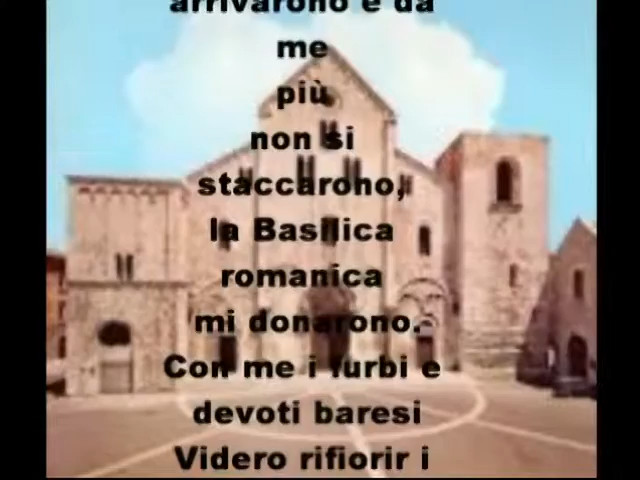 arrivarono e da
me
più
non si
staccarono,
la Basilica
romanica
mi donarono.
Con me i furbi e
devoti baresi
Videro rifiorir i